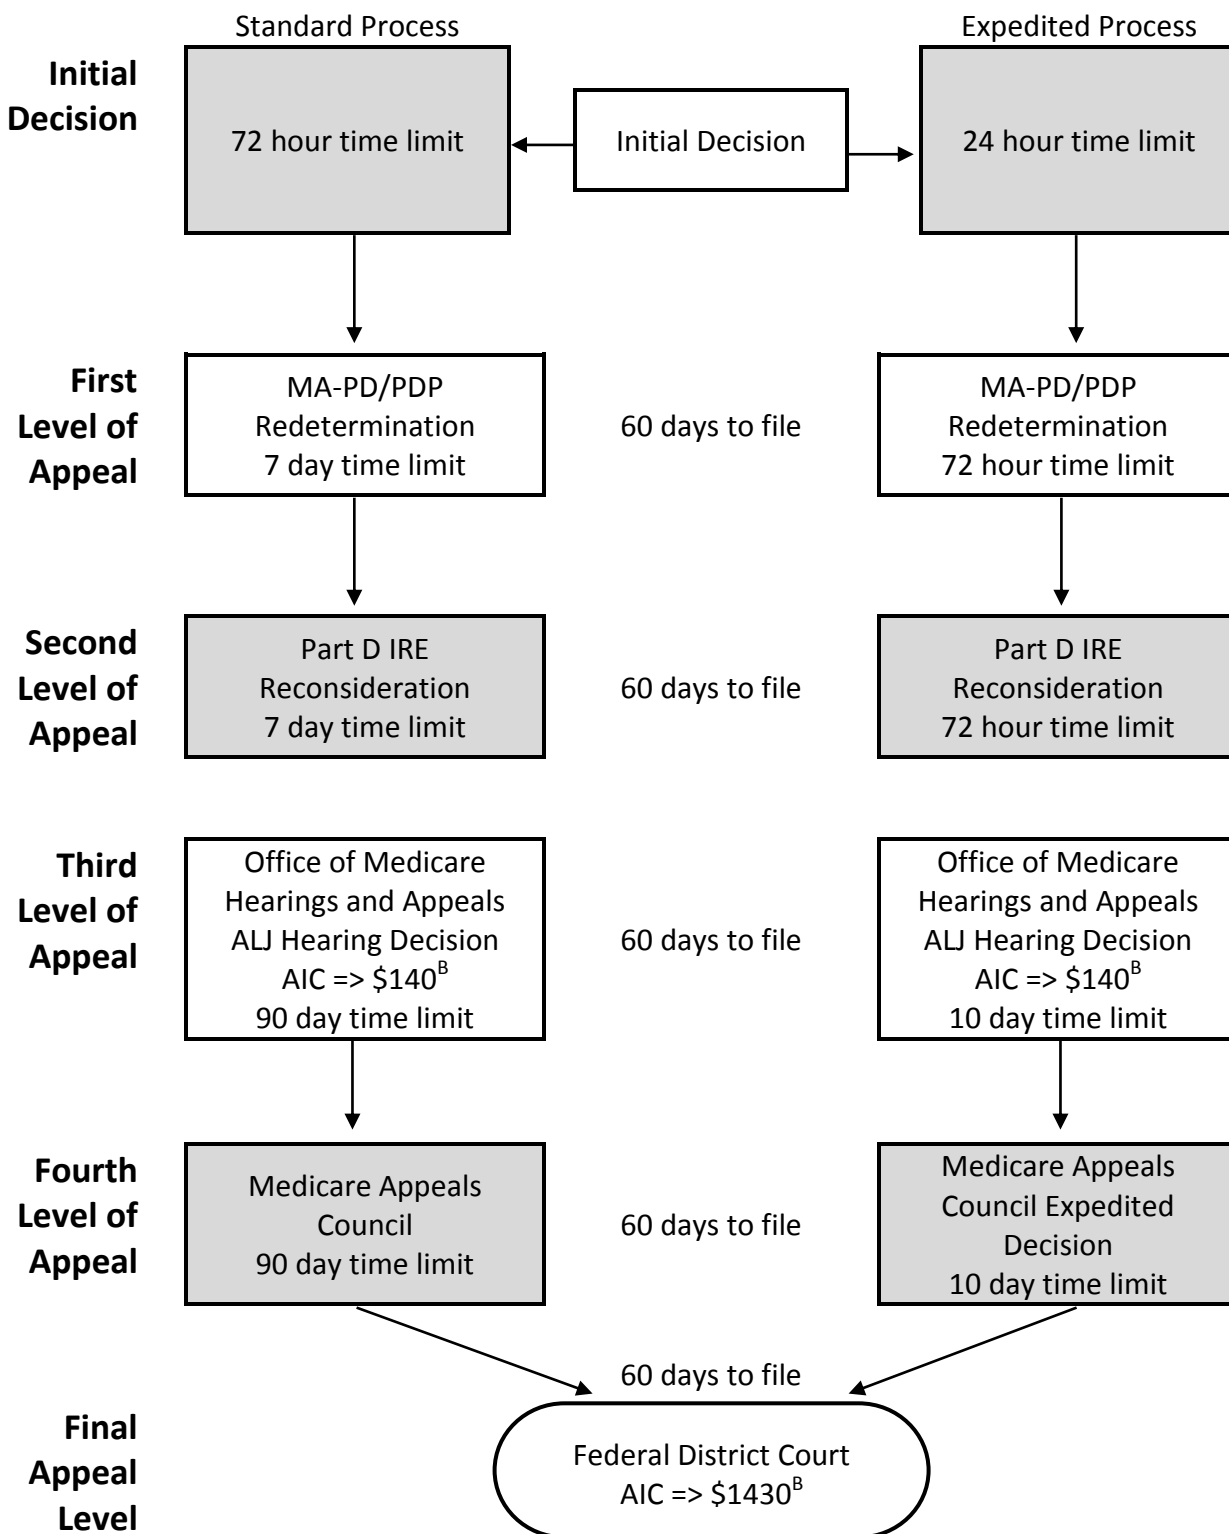 Standard Process
Expedited Process
Initial
Decision
72 hour time limit
Initial Decision
24 hour time limit
First
Level of
Appeal
MA-PD/PDP
Redetermination
7 day time limit
60 days to file
MA-PD/PDP
Redetermination
72 hour time limit
Second
Level of
Appeal
Part D IRE
Reconsideration
7 day time limit
60 days to file
Part D IRE
Reconsideration
72 hour time limit
Third
Level of
Appeal
Office of Medicare
Hearings and Appeals
ALJ Hearing Decision
AIC => $140ᴮ
90 day time limit
60 days to file
Office of Medicare
Hearings and Appeals
ALJ Hearing Decision
AIC => $140ᴮ
10 day time limit
Fourth
Level of
Appeal
Medicare Appeals
Council
90 day time limit
60 days to file
Medicare Appeals
Council Expedited
Decision
10 day time limit
60 days to file
Final
Appeal
Level
Federal District Court
AIC => $1430ᴮ